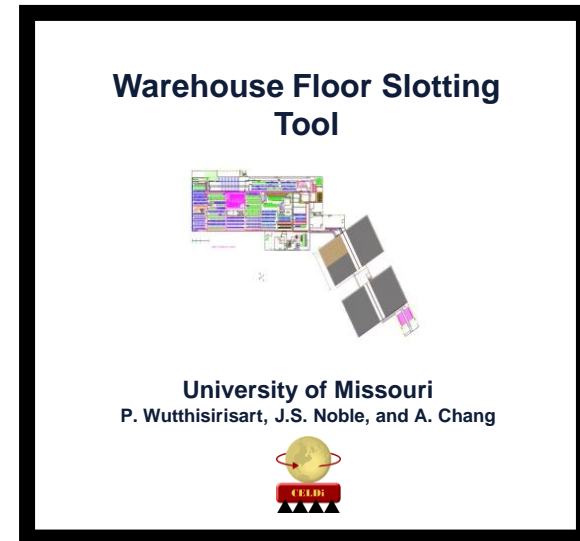 Warehouse Floor Slotting
Tool
University of Missouri
P. Wutthisirisart, J.S. Noble, and A. Chang
CELDi